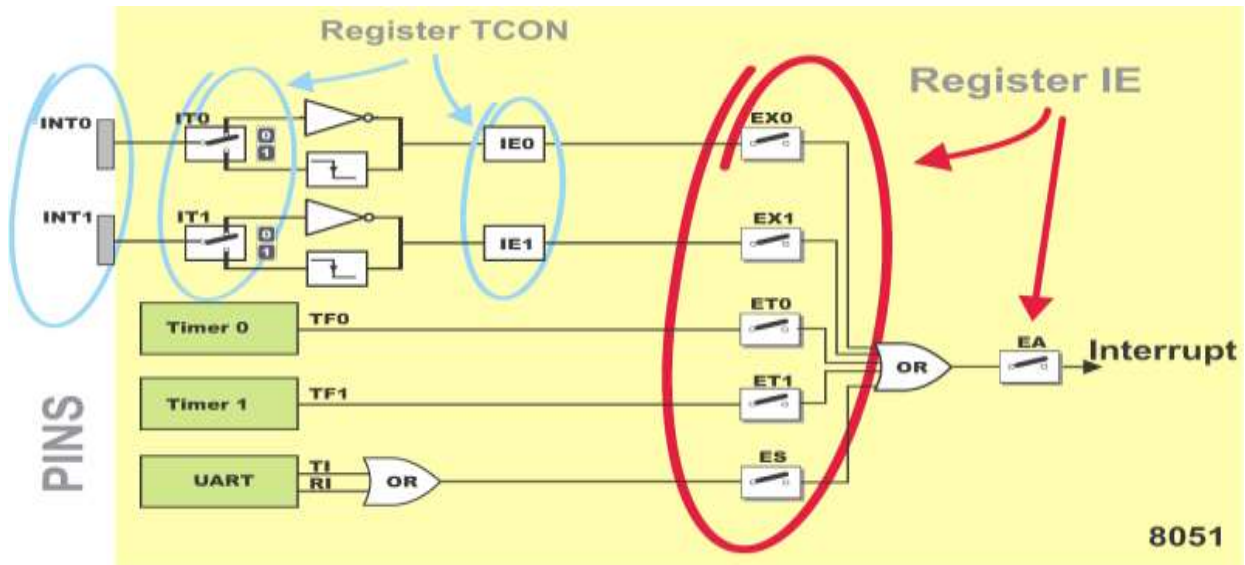 Register TCON
Register IE
INT0
IT0
0
1
IE0
EX0
INT1
IT1
0
1
IE1
EX1
Timer 0
TF0
ET0
OR
EA
Interrupt
Timer 1
TF1
ET1
UART
TI
RI
OR
ES
PINS
8051